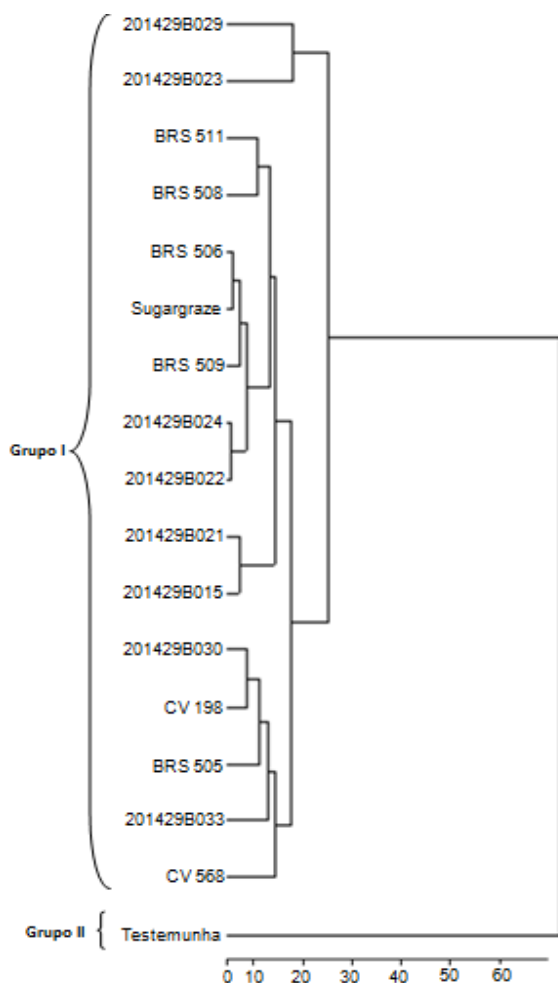 201429B029
201429B023
BRS 511
BRS 508
BRS 506
Sugargraze
BRS 509
201429B024
Grupo I
201429B022
201429B021
201429B015
201429B030
CV 198
BRS 505
201429B033
CV 568
Grupo II
Testemunha
0 10 20 30 40 50 60